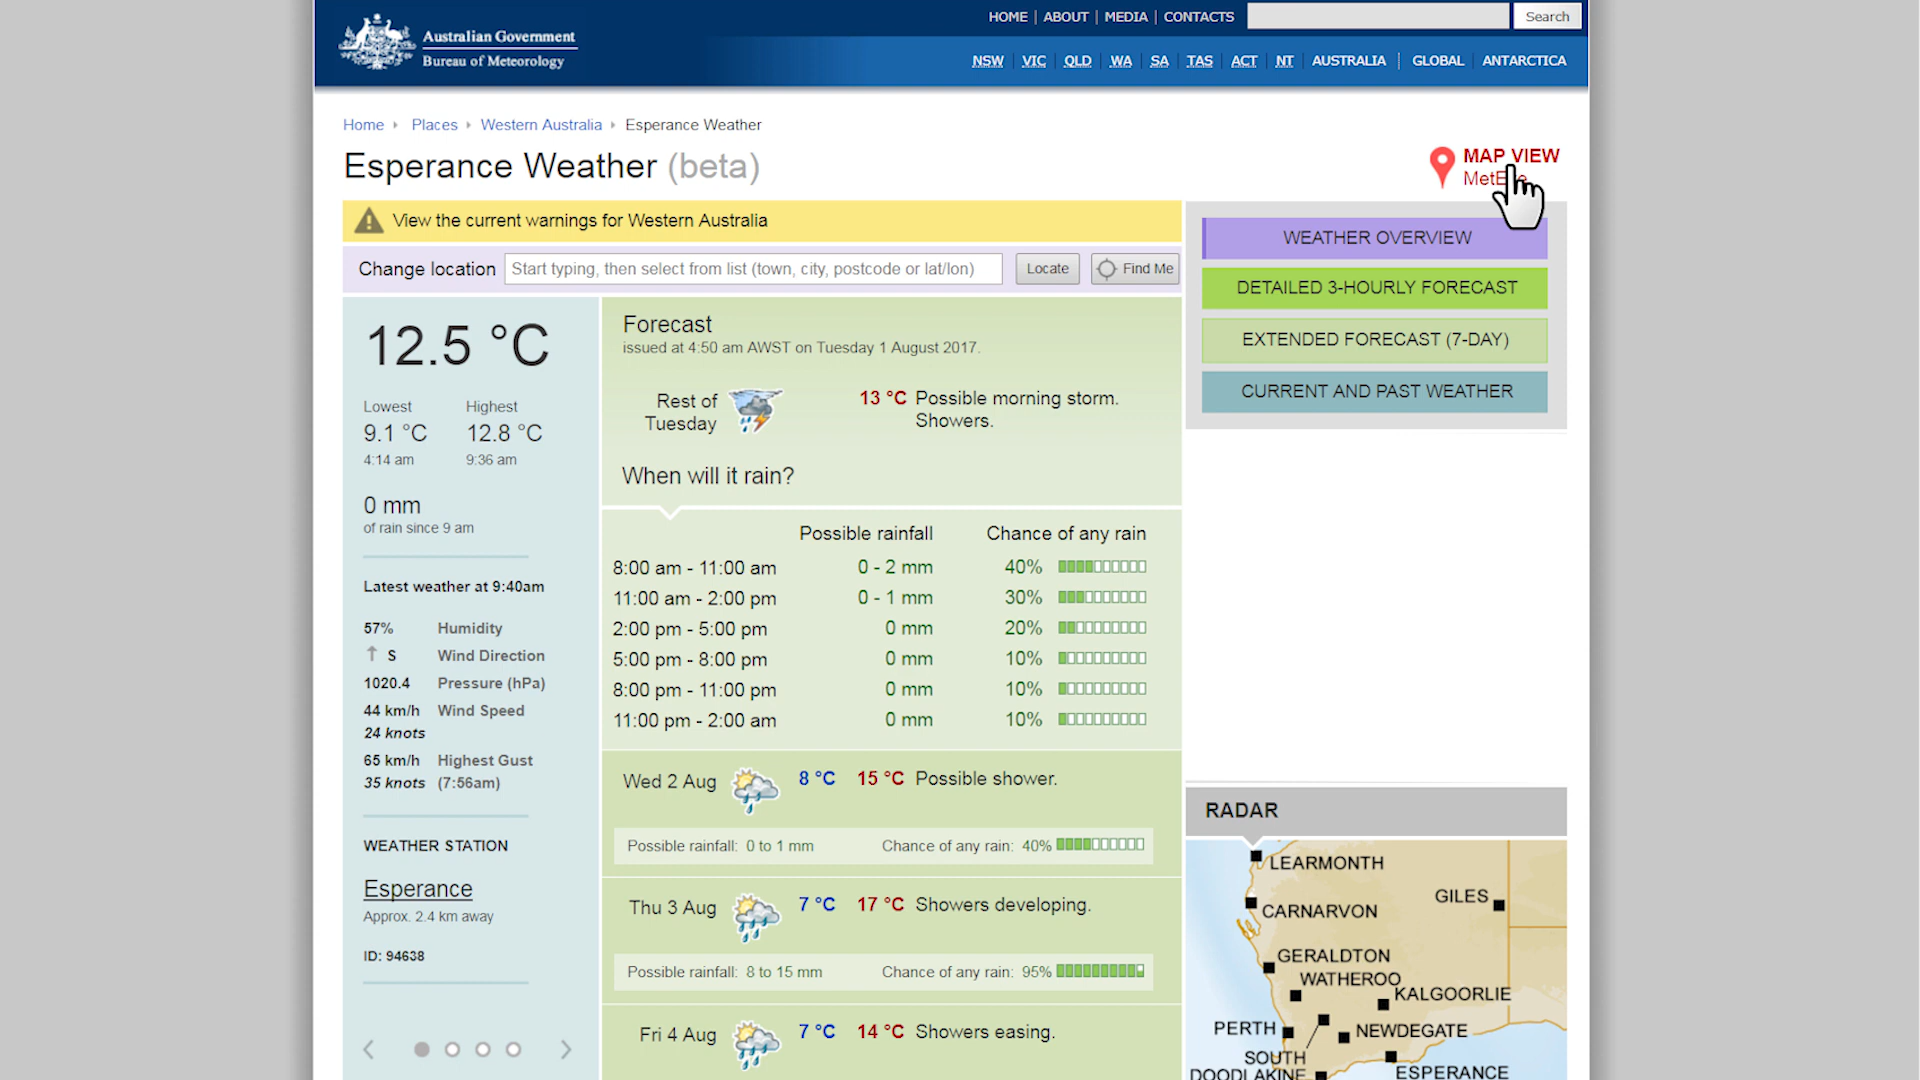 Australian Government
Bureau of Meteorology
HOME | ABOUT | MEDIA | CONTACTS
Search
NSW VIC QLD WA SA TAS ACT NT AUSTRALIA GLOBAL ANTARCTICA
Home Places Western Australia Esperance Weather
Esperance Weather (beta)
MAP VIEW
View the current warnings for Western Australia
Change location
Start typing, then select from list (town, city, postcode or lat/lon)
Locate
Find Me
WEATHER OVERVIEW
DETAILED 3-HOURLY FORECAST
EXTENDED FORECAST (7-DAY)
CURRENT AND PAST WEATHER
12.5 °C
Lowest Highest
9.1 °C 12.8 °C
4:14 am 9:36 am
0 mm
of rain since 9 am
Latest weather at 9:40am
57% Humidity
↑ S Wind Direction
1020.4 Pressure (hPa)
44 km/h Wind Speed
24 knots
65 km/h Highest Gust
35 knots (7:56am)
WEATHER STATION
Esperance
Approx. 2.4 km away
ID: 94638
Forecast
issued at 4:50 am AWST on Tuesday 1 August 2017.
Rest of Tuesday
13 °C Possible morning storm.
Showers.
When will it rain?
Possible rainfall Chance of any rain
8:00 am - 11:00 am 0 - 2 mm 40%
11:00 am - 2:00 pm 0 - 1 mm 30%
2:00 pm - 5:00 pm 0 mm 20%
5:00 pm - 8:00 pm 0 mm 10%
8:00 pm - 11:00 pm 0 mm 10%
11:00 pm - 2:00 am 0 mm 10%
Wed 2 Aug 8 °C 15 °C Possible shower.
Possible rainfall: 0 to 1 mm Chance of any rain: 40%
Thu 3 Aug 7 °C 17 °C Showers developing.
Possible rainfall: 8 to 15 mm Chance of any rain: 95%
Fri 4 Aug 7 °C 14 °C Showers easing.
RADAR
LEARMONTH
GILES
CARNARVON
GERALDTON
WATHEROO
KALGOORLIE
PERTH
NEWDEGATE
SOUTH
DOODLAKINE
ESPERANCE